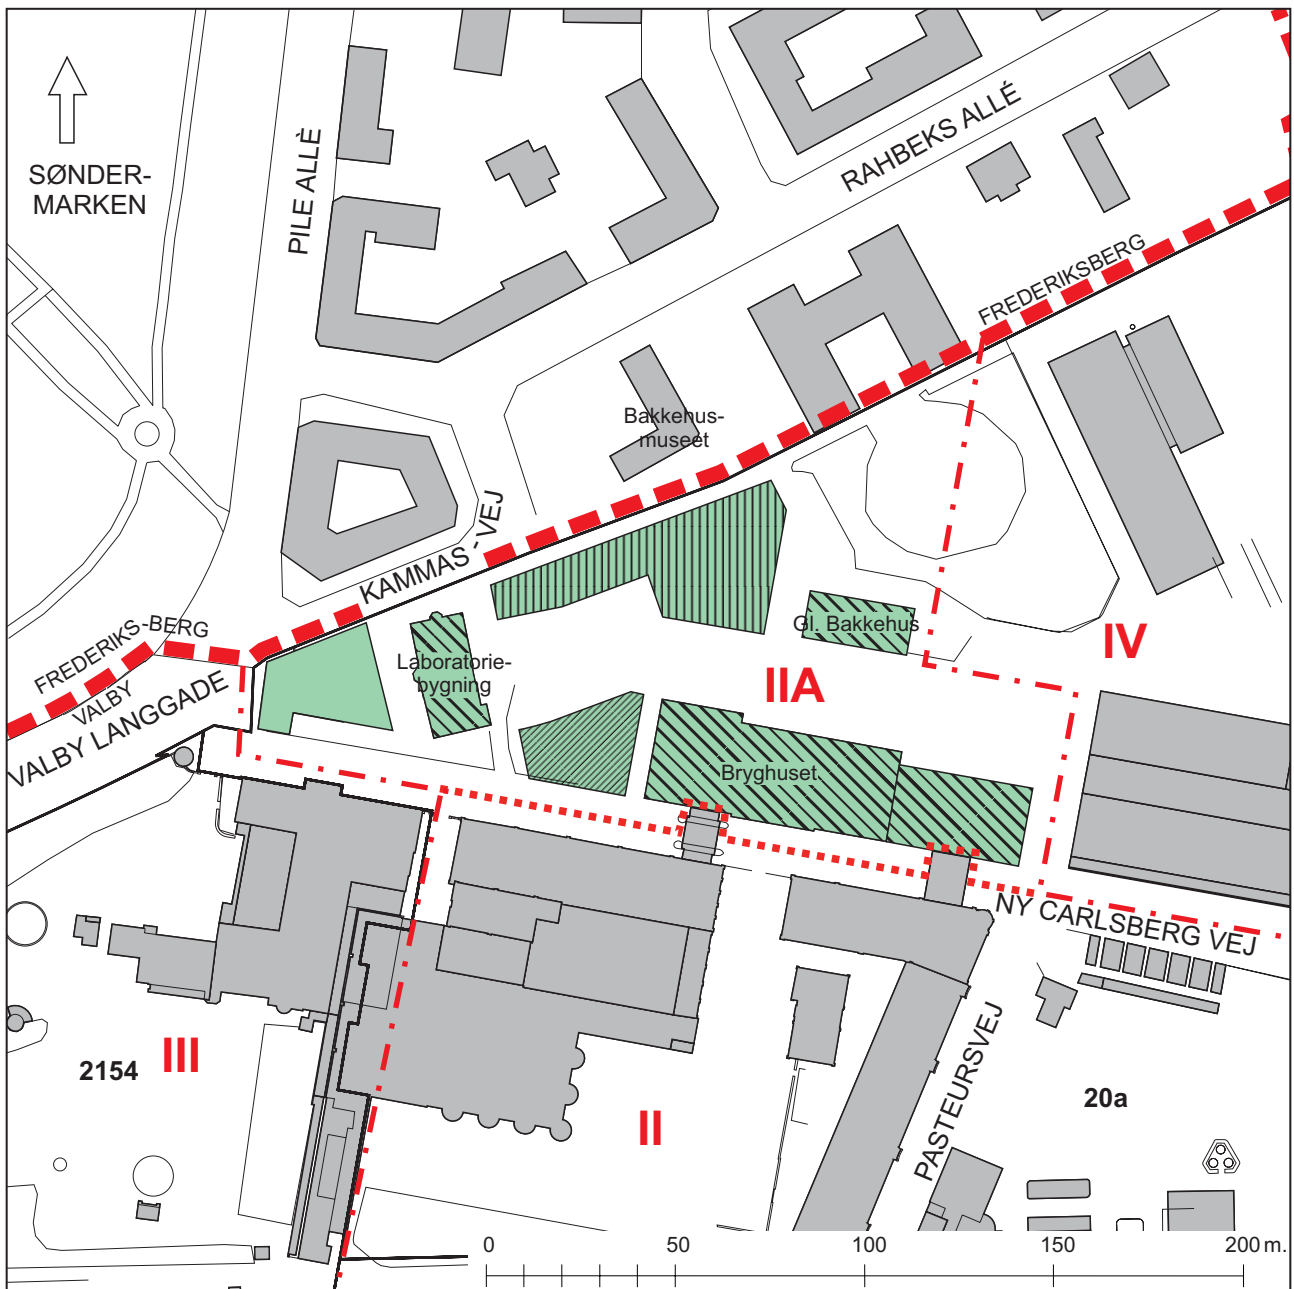 SØNDER-
MARKEN
PILE ALLÈ
RAHBEKS ALLÉ
FREDERIKSBERG
Bakkehus-
museet
KAMMAS - VEJ
FREDERIKS-BERG
VALBY
VALBY LANGGADE
Laboratorie-
bygning
Gl. Bakkehus
IIA
IV
Bryghuset
NY CARLSBERG VEJ
PASTEURSVEJ
III
2154
II
20a
0 50 100 150 200 m.